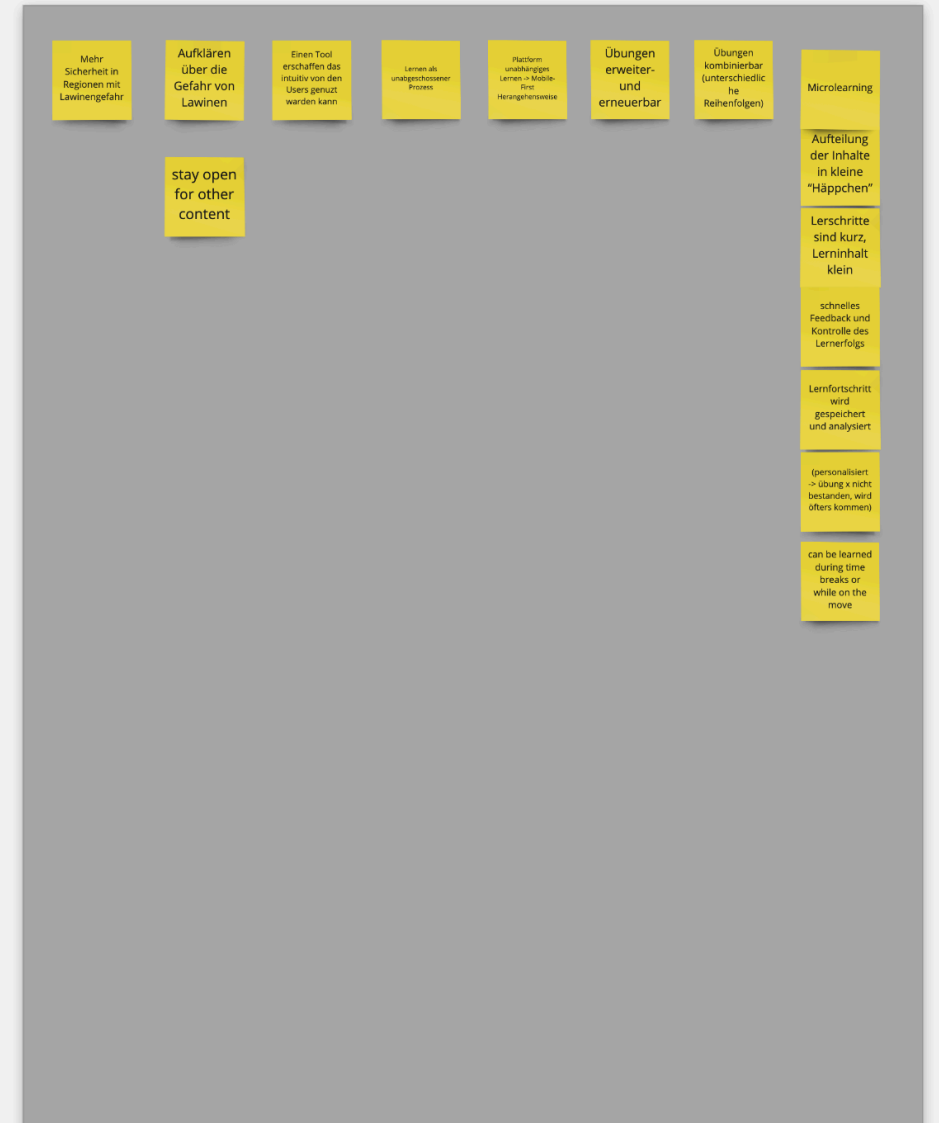 Mehr
Sicherheit in
Regionen mit
Lawinengefahr
Aufklären
über die
Gefahr von
Lawinen
Einen Tool
erschaffen das
intuitiv von den
Users genuzt
warden kann
Lernen als
unabgeschossener
Prozess
Plattform
unabhängiges
Lernen -> Mobile-
First
Herangehensweise
Übungen
erweiter-
und
erneuerbar
Übungen
kombinierbar
(unterschiedlic
he
Reihenfolgen)
Microlearning
stay open
for other
content
Aufteilung
der Inhalte
in kleine
“Häppchen”
Lerschritte
sind kurz,
Lerninhalt
klein
schnelles
Feedback und
Kontrolle des
Lernerfolgs
Lernfortschritt
wird
gespeichert
und analysiert
(personalisiert
-> übung x nicht
bestanden, wird
öfters kommen)
can be learned
during time
breaks or
while on the
move